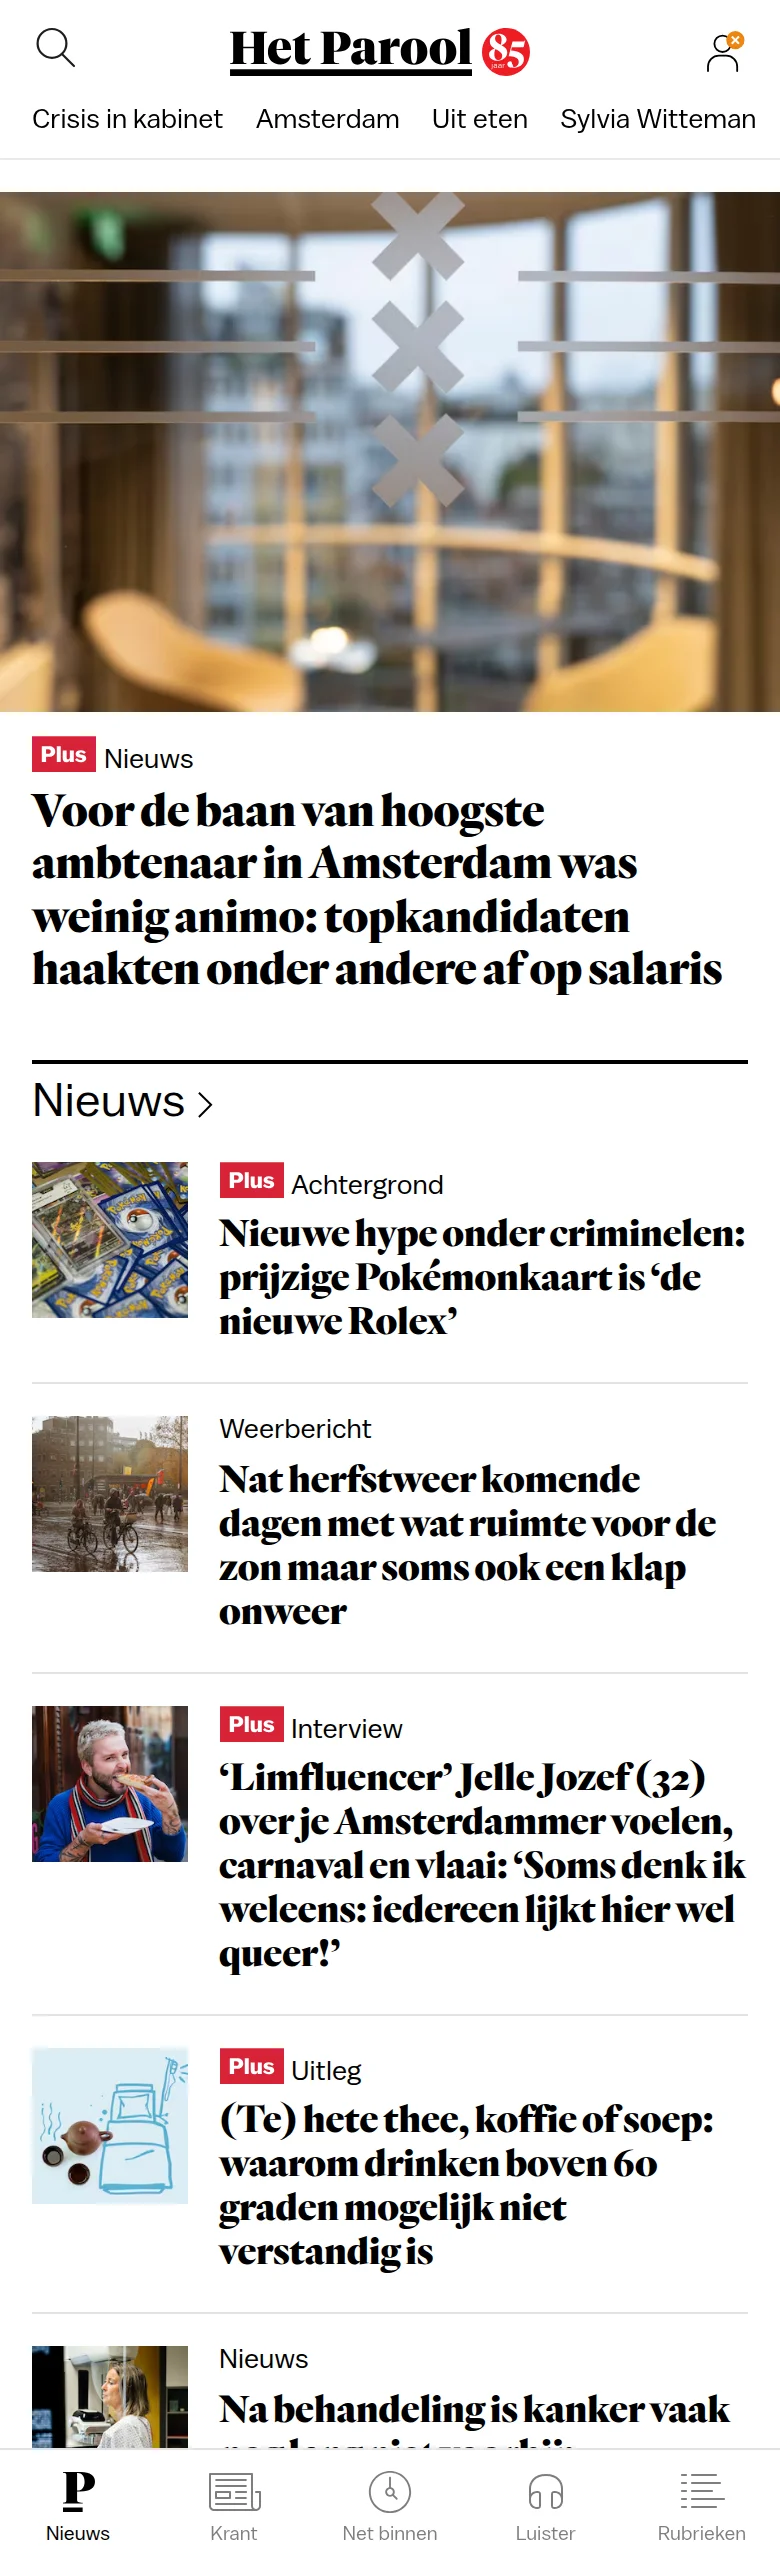 Het Parool 85 jaar
Crisis in kabinet Amsterdam Uit eten Sylvia Witteman
Plus Nieuws
Voor de baan van hoogste
ambtenaar in Amsterdam was
weinig animo: topkandidaten
haakten onder andere af op salaris
Nieuws
Plus Achtergrond
Nieuwe hype onder criminelen:
prijzige Pokémonkaart is ‘de
nieuwe Rolex’
Weerbericht
Nat herfstweer komende
dagen met wat ruimte voor de
zon maar soms ook een klap
onweer
Plus Interview
‘Limfluencer’ Jelle Jozef (32)
over je Amsterdammer voelen,
carnaval en vlaai: ‘Soms denk ik
weleens: iedereen lijkt hier wel
queer!’
Plus Uitleg
(Te) hete thee, koffie of soep:
waarom drinken boven 60
graden mogelijk niet
verstandig is
Nieuws
Na behandeling is kanker vaak
P
Nieuws Krant Net binnen Luister Rubrieken